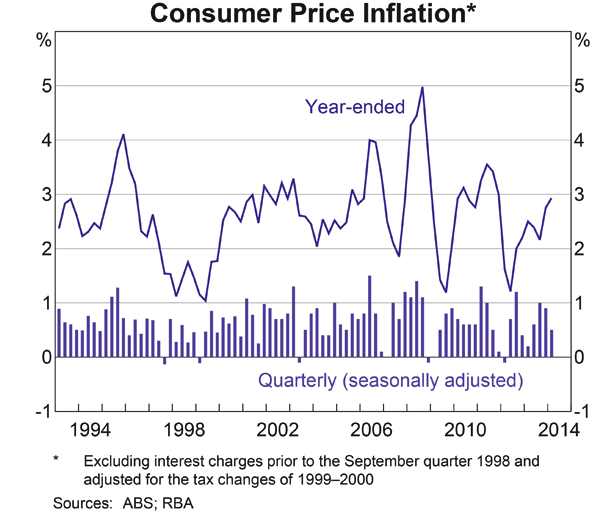 Consumer Price Inflation*
% %
Year-ended
5 5
4 4
3 3
2 2
1 1
0 0
Quarterly (seasonally adjusted)
-1 -1
1994 1998 2002 2006 2010 2014
* Excluding interest charges prior to the September quarter 1998 and
adjusted for the tax changes of 1999–2000
Sources: ABS; RBA